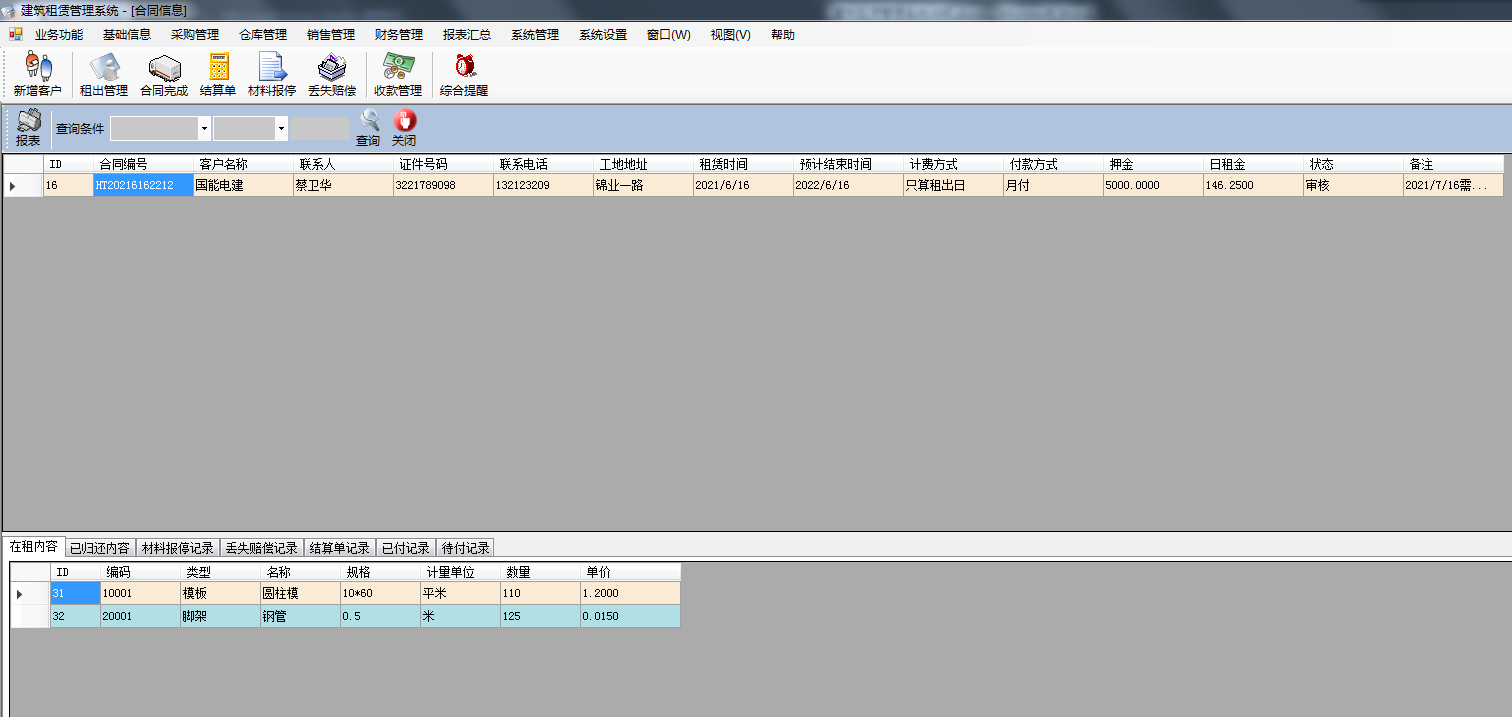 建筑租赁管理系统 - [合同信息]
业务功能 基础信息 采购管理 仓库管理 销售管理 财务管理 报表汇总 系统管理 系统设置 窗口(W) 视图(V) 帮助
新增客户 租出管理 合同完成 结算单 材料报停 丢失赔偿 收款管理 综合提醒
报表 查询条件 查询 关闭
ID 合同编号 客户名称 联系人 证件号码 联系电话 工地地址 租赁时间 预计结束时间 计费方式 付款方式 押金 日租金 状态 备注
16 HT20216162212 国能电建 蔡卫华 3221789098 132123209 锦业一路 2021/6/16 2022/6/16 只算租出日 月付 5000.0000 146.2500 审核 2021/7/16需...
在租内容 已归还内容 材料报停记录 丢失赔偿记录 结算单记录 已付记录 待付记录
ID 编码 类型 名称 规格 计量单位 数量 单价
31 10001 模板 圆柱模 10*60 平米 110 1.2000
32 20001 脚架 钢管 0.5 米 125 0.0150